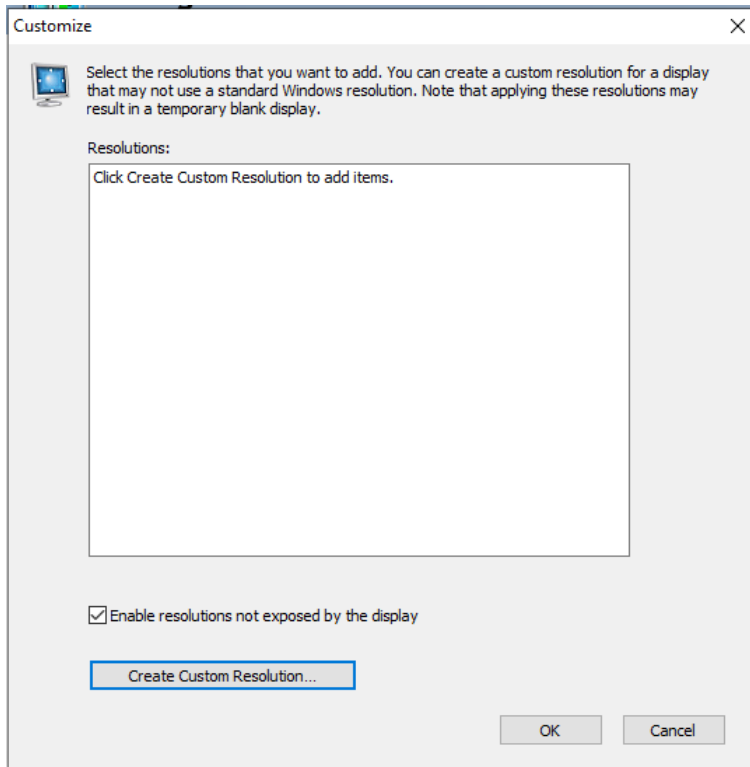 Customize
Select the resolutions that you want to add. You can create a custom resolution for a display
that may not use a standard Windows resolution. Note that applying these resolutions may
result in a temporary blank display.
Resolutions:
Click Create Custom Resolution to add items.
Enable resolutions not exposed by the display
Create Custom Resolution...
OK
Cancel